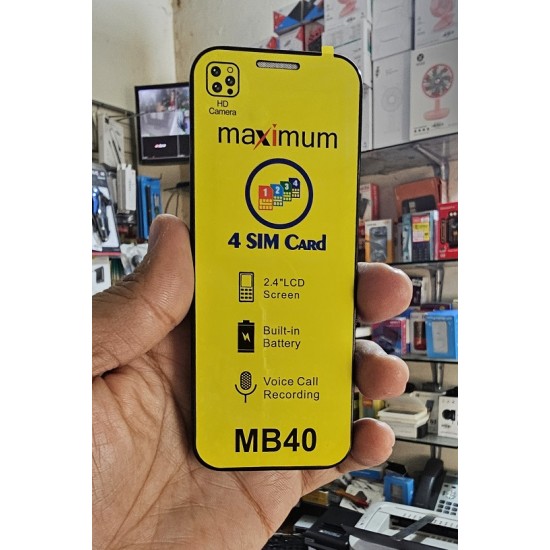 HD
Camera
maximum
1 2 3 4
4 SIM Card
2.4"LCD
Screen
Built-in
Battery
Voice Call
Recording
MB40